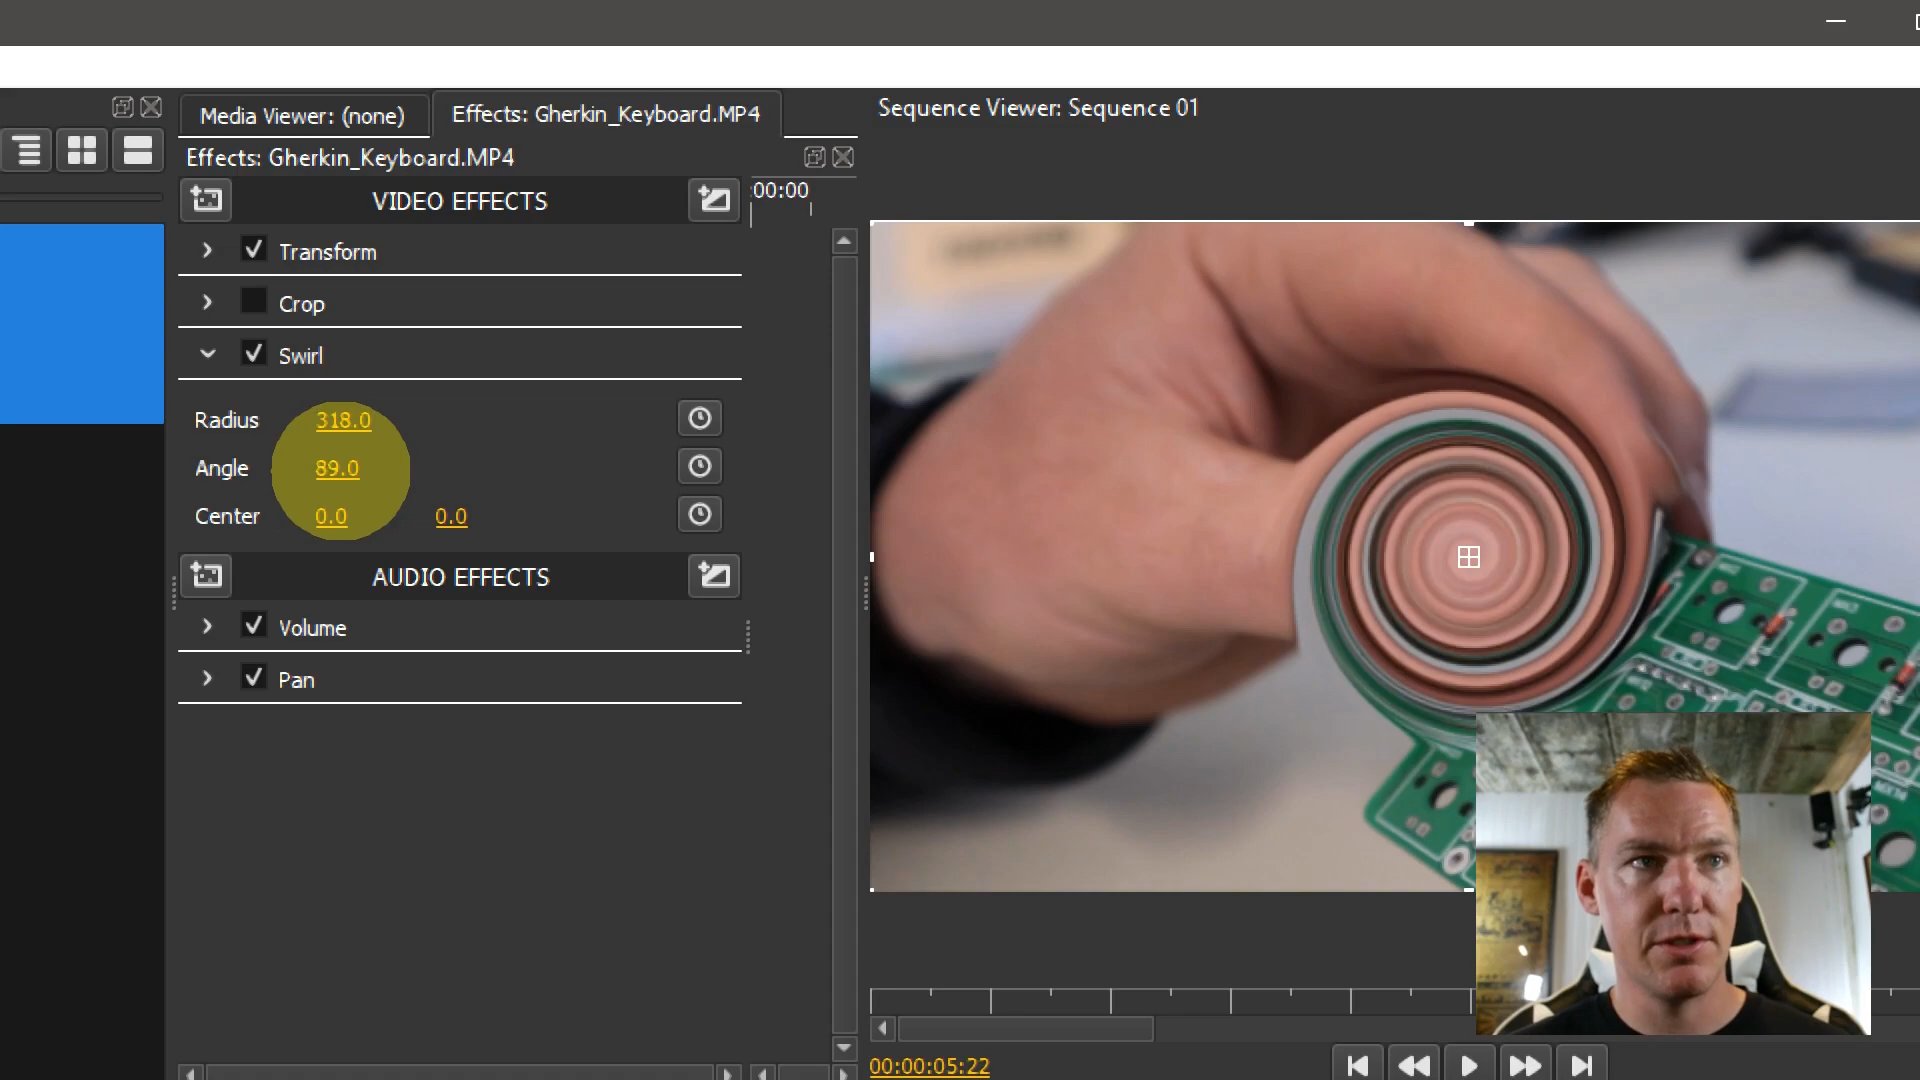 Media Viewer: (none)
Effects: Gherkin_Keyboard.MP4
Sequence Viewer: Sequence 01
Effects: Gherkin_Keyboard.MP4
VIDEO EFFECTS
:00:00
Transform
Crop
Swirl
Radius 318.0
Angle 89.0
Center 0.0 0.0
AUDIO EFFECTS
Volume
Pan
00:00:05:22